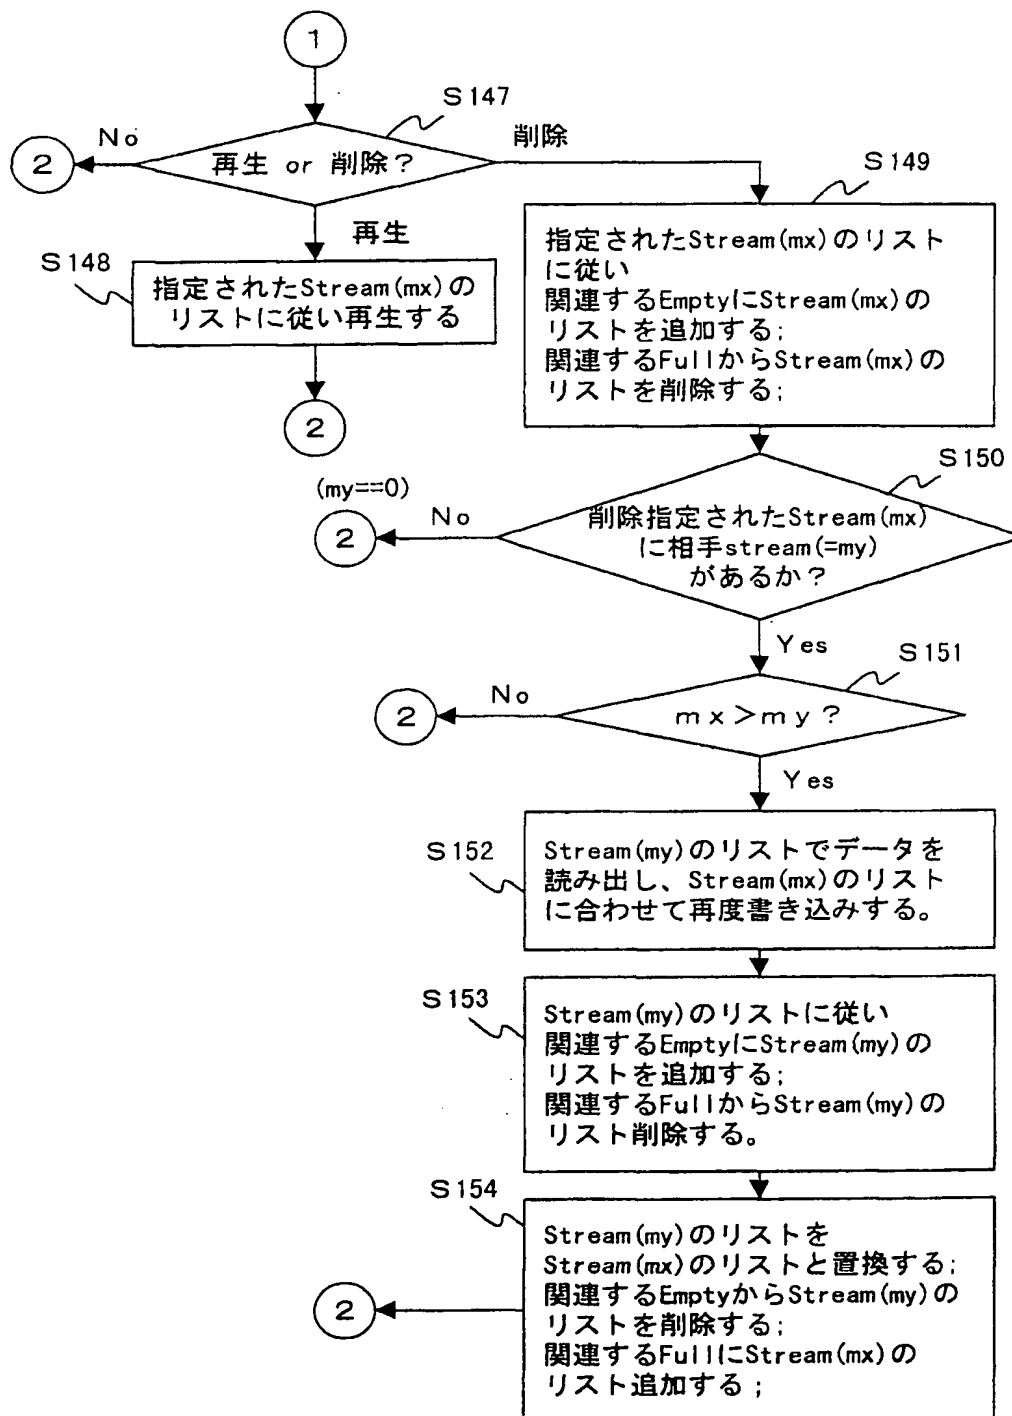 1
S147
No
再生 or 削除?
削除
2
再生
S149
S148
指定されたStream(mx)の
リストに従い再生する
指定されたStream(mx)のリスト
に従い
関連するEmptyにStream(mx)の
リストを追加する;
関連するFullからStream(mx)の
リストを削除する;
2
S150
(my==0)
2
No
削除指定されたStream(mx)
に相手stream(=my)
があるか?
Yes
S151
2
No
mx>my?
Yes
S152
Stream(my)のリストでデータを
読み出し、Stream(mx)のリスト
に合わせて再度書き込みする。
S153
Stream(my)のリストに従い
関連するEmptyにStream(my)の
リストを追加する;
関連するFullからStream(my)の
リスト削除する。
S154
Stream(my)のリストを
Stream(mx)のリストと置換する;
関連するEmptyからStream(my)の
リストを削除する;
関連するFullにStream(mx)の
リスト追加する;
2